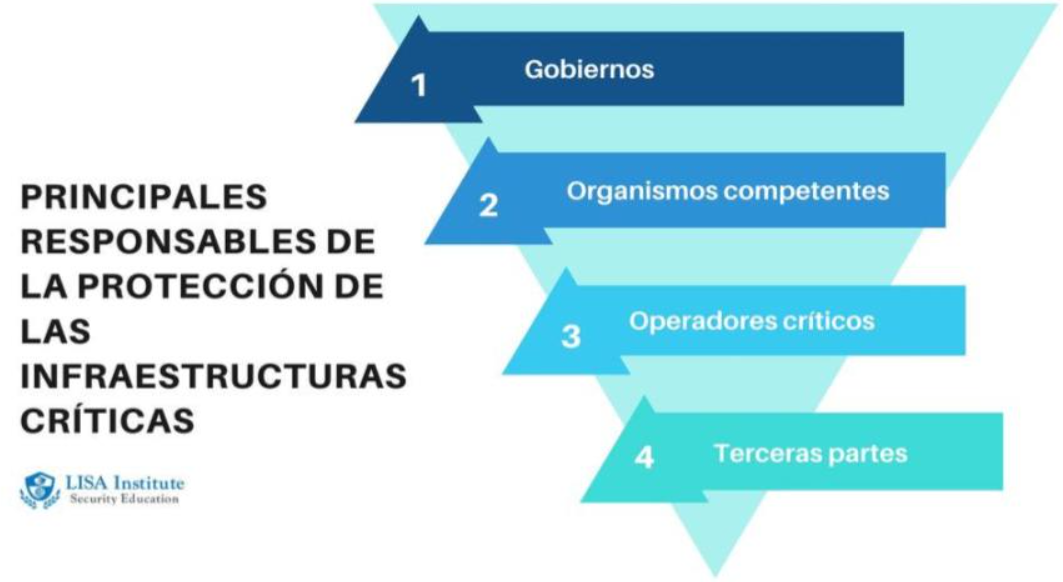 PRINCIPALES
RESPONSABLES DE
LA PROTECCIÓN DE
LAS
INFRAESTRUCTURAS
CRÍTICAS
LISA Institute
Security Education
1 Gobiernos
2 Organismos competentes
3 Operadores críticos
4 Terceras partes